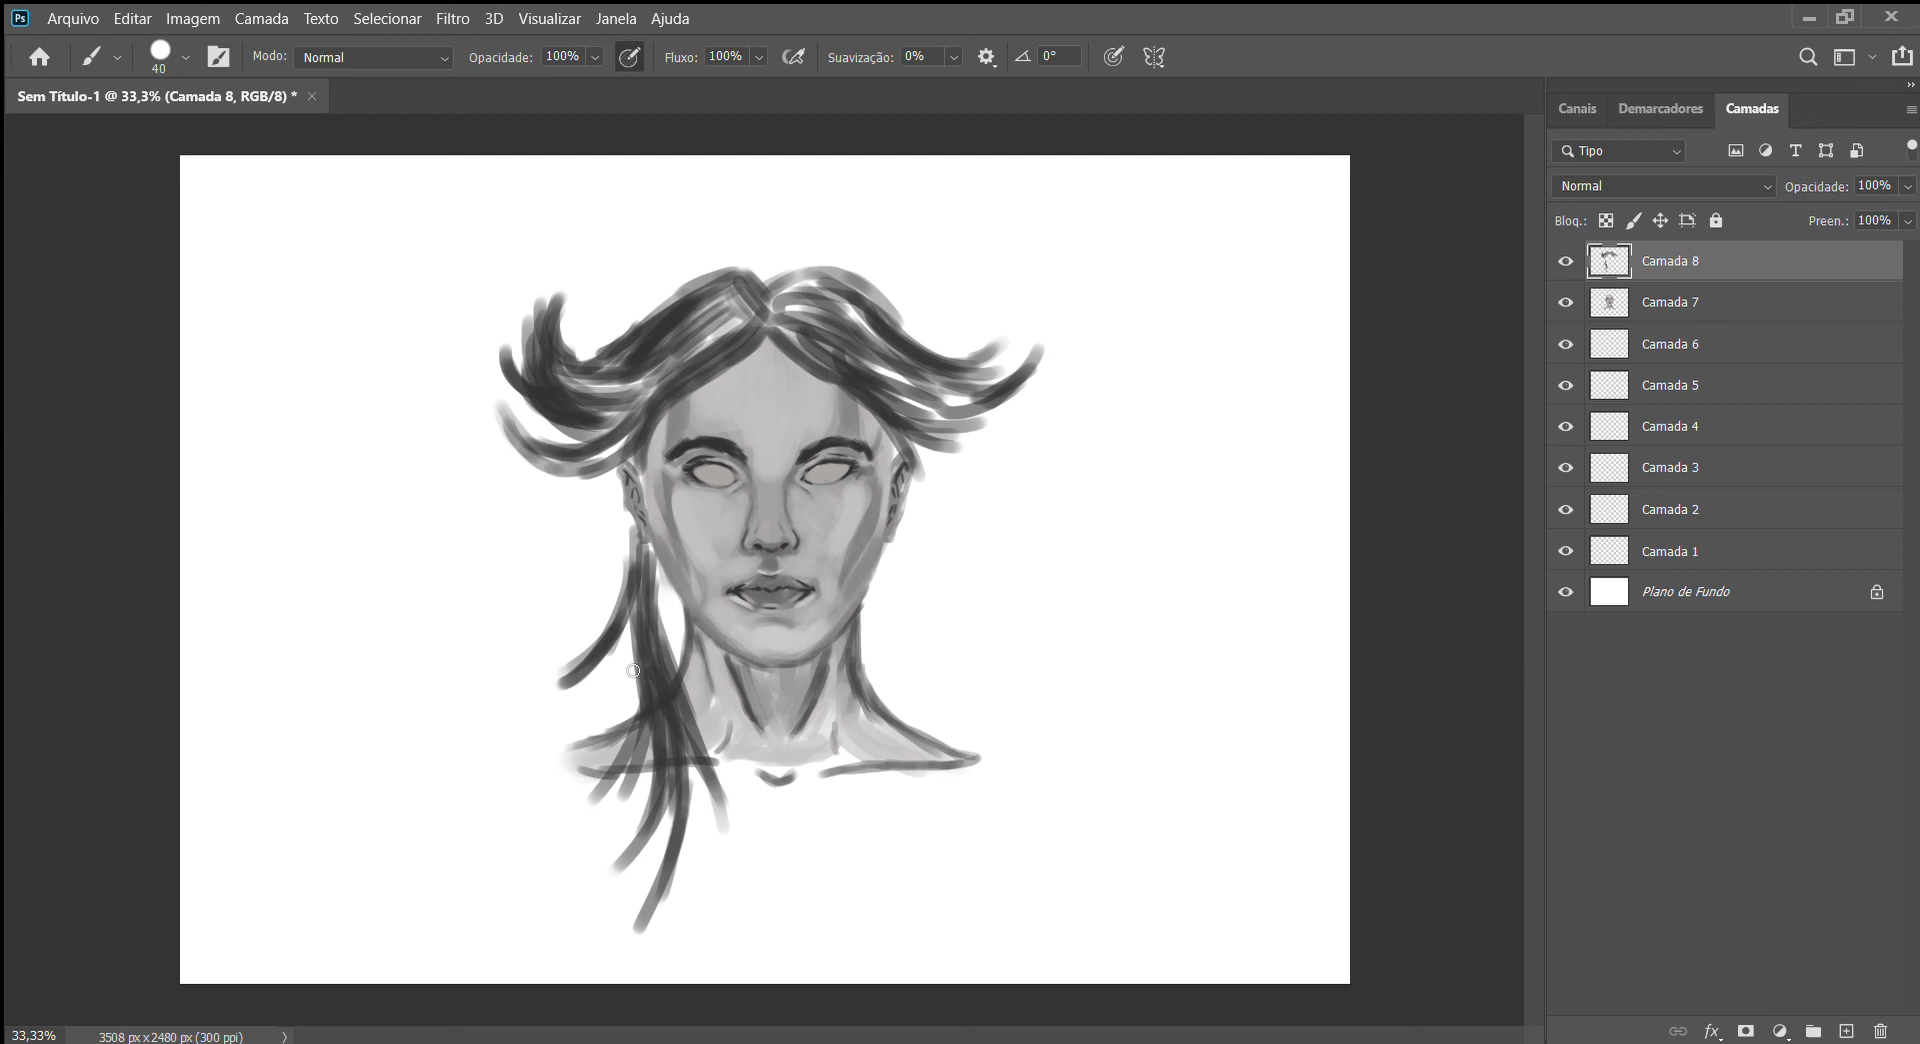 Ps Arquivo Editar Imagem Camada Texto Selecionar Filtro 3D Visualizar Janela Ajuda
40 Modo: Normal Opacidade: 100% Fluxo: 100% Suavização: 0% 0°
Sem Título-1 @ 33,3% (Camada 8, RGB/8) *
Canais Demarcadores Camadas
Tipo
Normal Opacidade: 100%
Bloq.: Preen.: 100%
Camada 8
Camada 7
Camada 6
Camada 5
Camada 4
Camada 3
Camada 2
Camada 1
Plano de Fundo
fx
33,33% 3508 px x 2480 px (300 ppi)